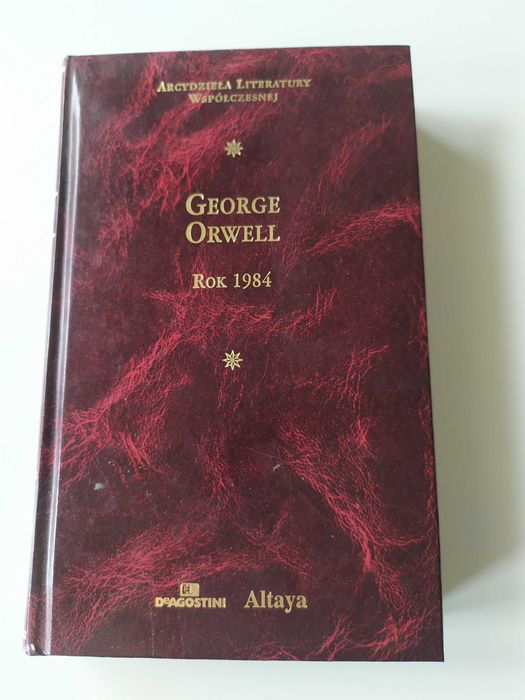 Arcydzieła Literatury
Współczesnej
George
Orwell
Rok 1984
DeAGOSTINI Altaya